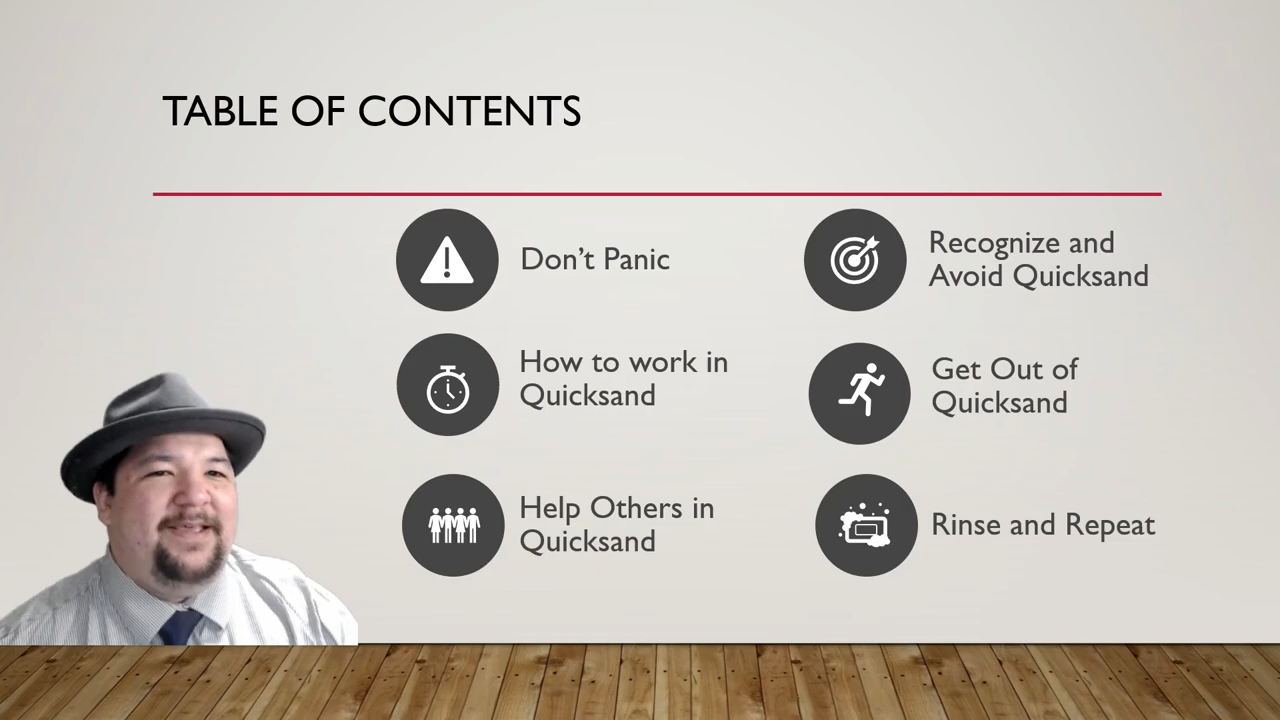 TABLE OF CONTENTS
Don’t Panic
Recognize and
Avoid Quicksand
How to work in
Quicksand
Get Out of
Quicksand
Help Others in
Quicksand
Rinse and Repeat